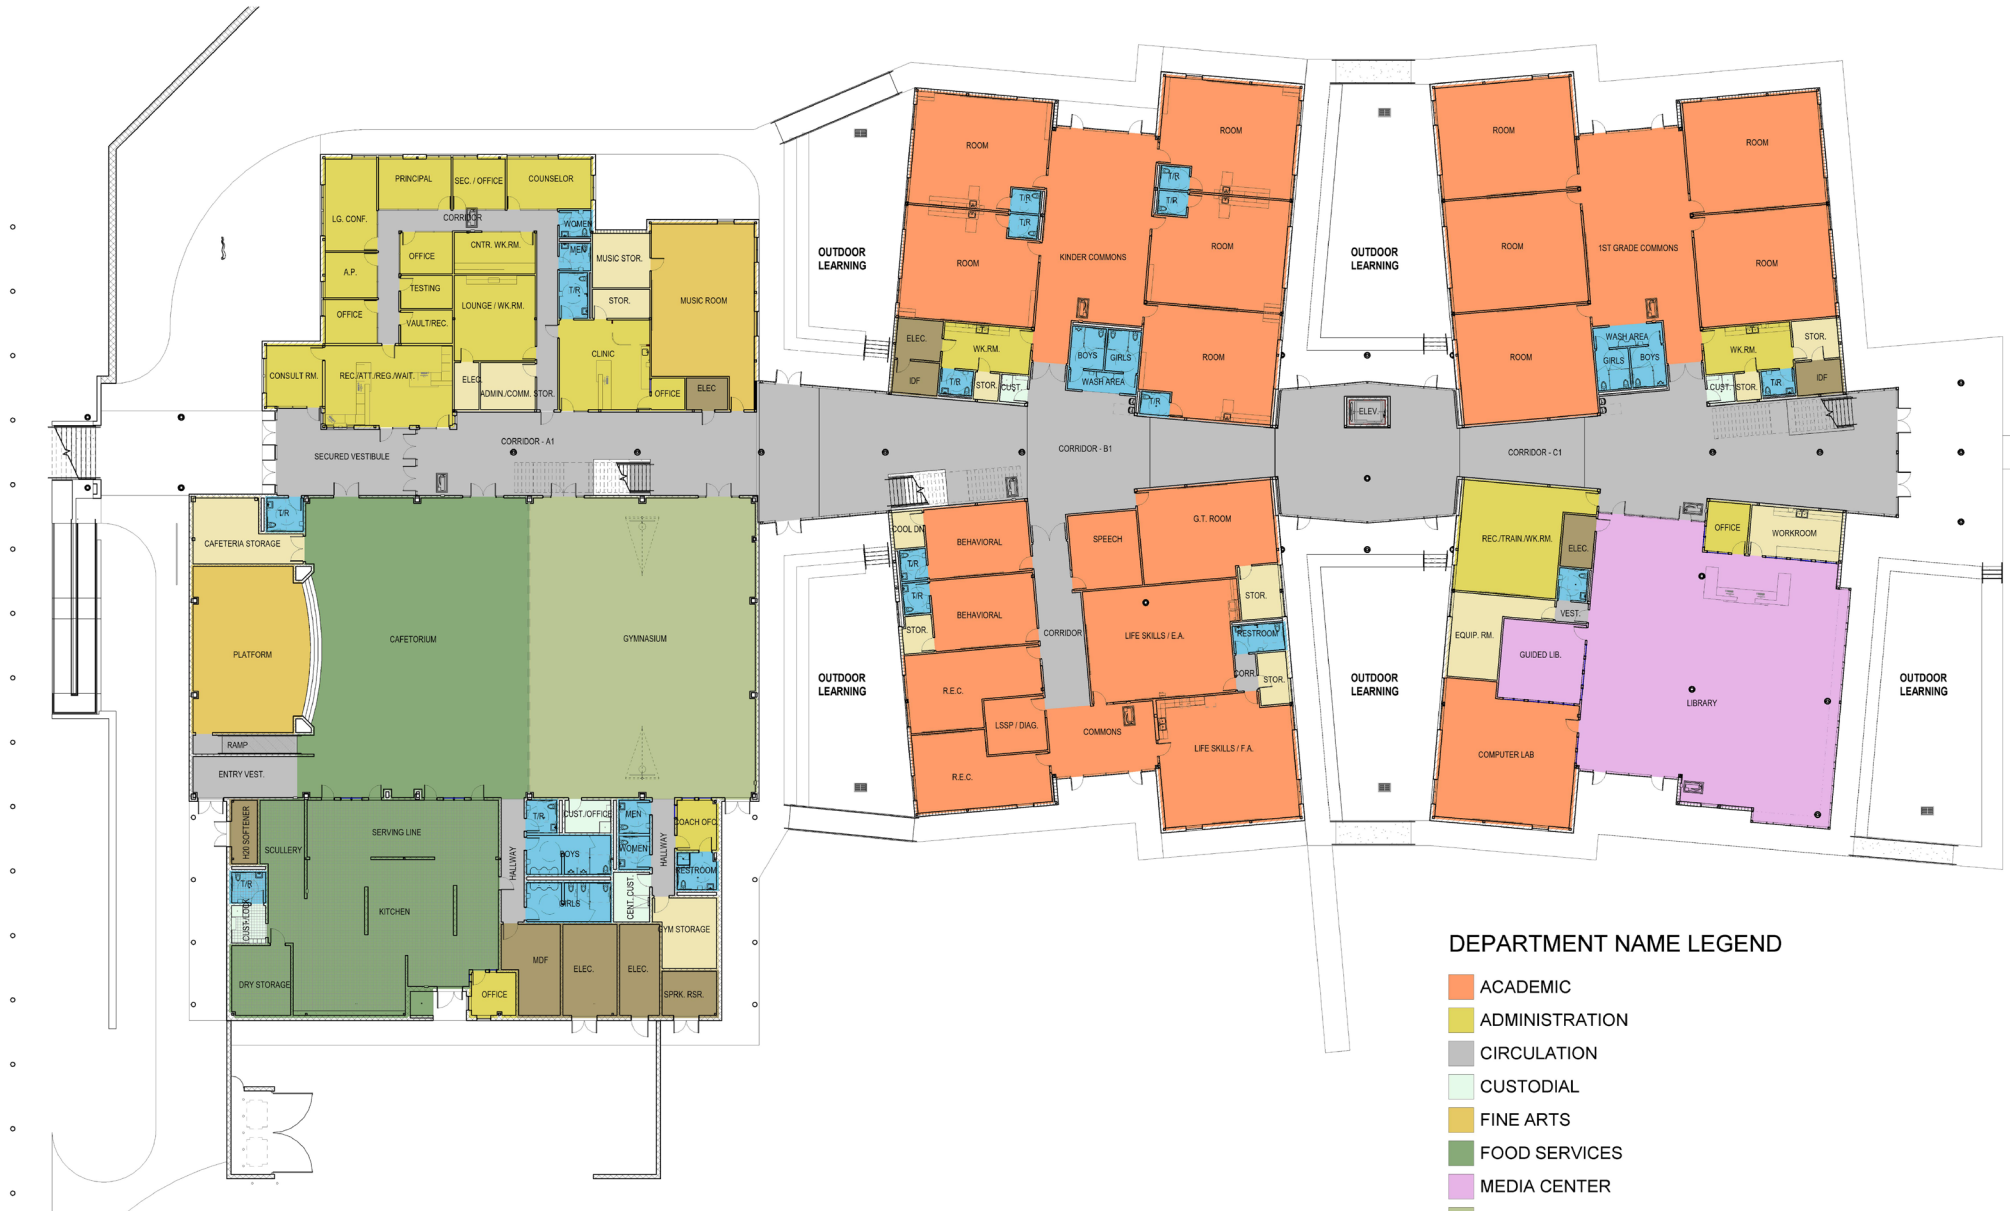 PRINCIPAL
SEC. / OFFICE
COUNSELOR
LG. CONF.
CORRIDOR
WOMEN
OFFICE
CNTR. WK.RM.
MEN
MUSIC STOR.
A.P.
TESTING
T/R
STOR.
MUSIC ROOM
LOUNGE / WK.RM.
OFFICE
VAULT/REC.
CLINIC
CONSULT RM.
REC./ATT./REG./WAIT.
ELEC.
ADMIN./COMM. STOR.
OFFICE
ELEC
SECURED VESTIBULE
CORRIDOR - A1
T/R
CAFETERIA STORAGE
PLATFORM
CAFETORIUM
GYMNASIUM
RAMP
ENTRY VEST.
H20 SOFTENER
SCULLERY
SERVING LINE
HALLWAY
T/R
CUST./OFFICE
MEN
HALLWAY
COACH OFC.
BOYS
WOMEN
RESTROOM
T/R
CUST./LOCK
KITCHEN
GIRLS
CENT. CUST.
GYM STORAGE
DRY STORAGE
OFFICE
MDF
ELEC.
ELEC.
SPRK. RSR.
OUTDOOR
LEARNING
ROOM
ROOM
T/R
T/R
T/R
T/R
ROOM
KINDER COMMONS
ROOM
ELEC.
WK.RM.
BOYS
GIRLS
ROOM
IDF
T/R
STOR.
CUST.
WASH AREA
T/R
CORRIDOR - B1
OUTDOOR
LEARNING
ELEV.
ROOM
ROOM
ROOM
1ST GRADE COMMONS
ROOM
ROOM
WASH AREA
GIRLS
BOYS
WK.RM.
STOR.
CUST.
STOR.
T/R
IDF
CORRIDOR - C1
COOL DN
BEHAVIORAL
SPEECH
G.T. ROOM
T/R
T/R
BEHAVIORAL
STOR.
STOR.
CORRIDOR
LIFE SKILLS / E.A.
RESTROOM
R.E.C.
CORR.
STOR.
LSSP / DIAG.
COMMONS
LIFE SKILLS / F.A.
R.E.C.
OUTDOOR
LEARNING
OUTDOOR
LEARNING
REC./TRAIN./WK.RM.
ELEC.
OFFICE
WORKROOM
VEST.
EQUIP. RM.
GUIDED LIB.
LIBRARY
COMPUTER LAB
OUTDOOR
LEARNING
DEPARTMENT NAME LEGEND
ACADEMIC
ADMINISTRATION
CIRCULATION
CUSTODIAL
FINE ARTS
FOOD SERVICES
MEDIA CENTER